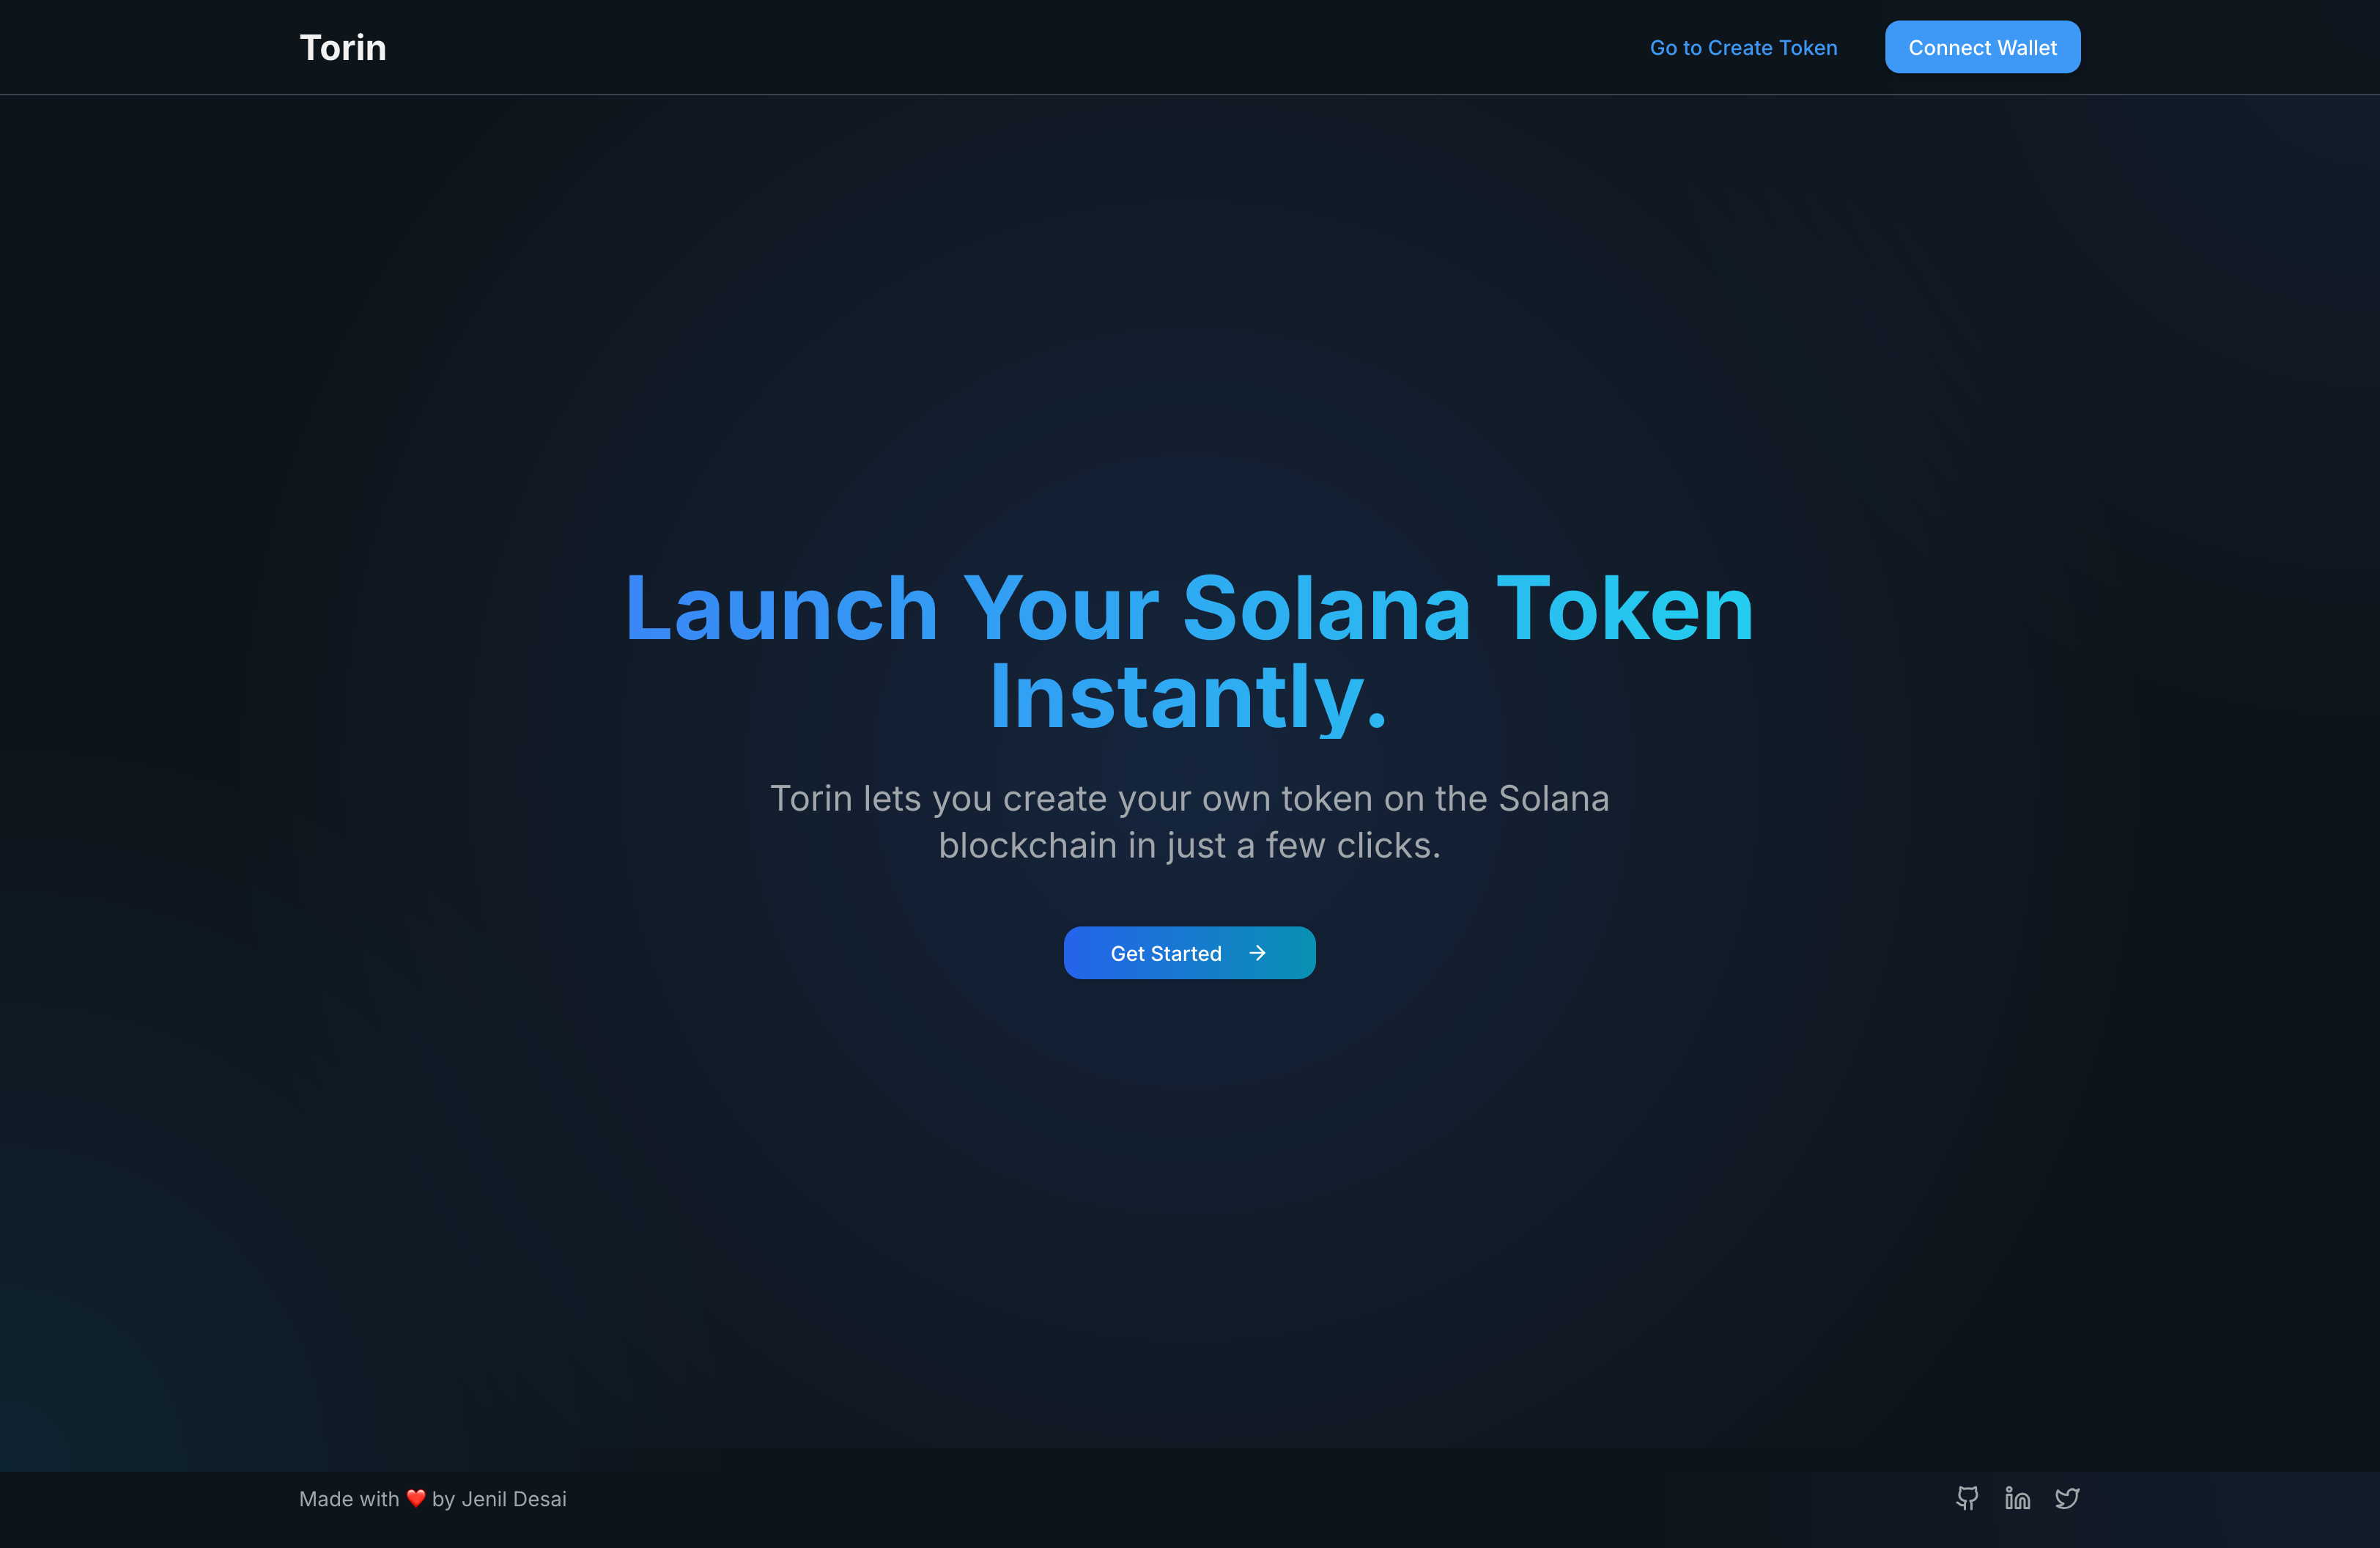 Torin
Go to Create Token
Connect Wallet
Launch Your Solana Token
Instantly.
Torin lets you create your own token on the Solana
blockchain in just a few clicks.
Get Started
Made with ❤️ by Jenil Desai